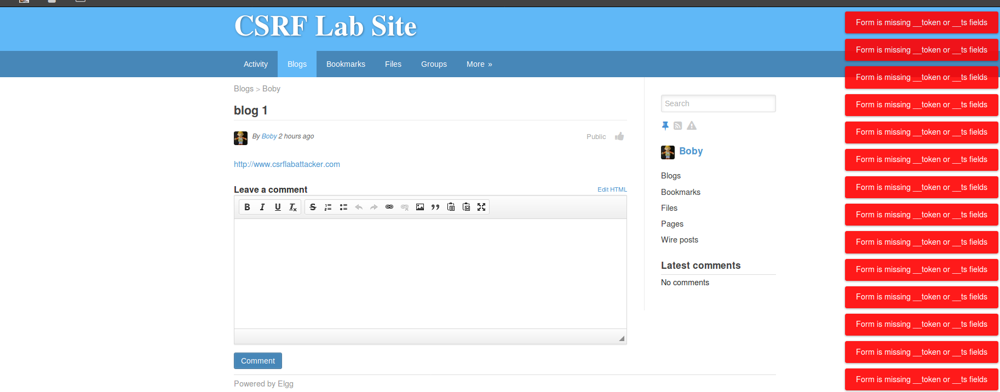 CSRF Lab Site
Activity
Blogs
Bookmarks
Files
Groups
More »
Blogs > Boby
blog 1
By Boby 2 hours ago
Public
http://www.csrflabattacker.com
Leave a comment
Edit HTML
B I U Tx S
Comment
Powered by Elgg
Search
Boby
Blogs
Bookmarks
Files
Pages
Wire posts
Latest comments
No comments
Form is missing __token or __ts fields
Form is missing __token or __ts fields
Form is missing __token or __ts fields
Form is missing __token or __ts fields
Form is missing __token or __ts fields
Form is missing __token or __ts fields
Form is missing __token or __ts fields
Form is missing __token or __ts fields
Form is missing __token or __ts fields
Form is missing __token or __ts fields
Form is missing __token or __ts fields
Form is missing __token or __ts fields
Form is missing __token or __ts fields
Form is missing __token or __ts fields